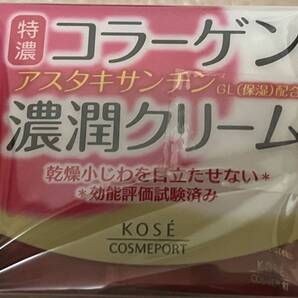 特濃 コラーゲン
アスタキサンチンGL(保湿)配合
濃潤クリーム
乾燥小じわを目立たせない*
*効能評価試験済み
KOSÉ
COSMEPORT